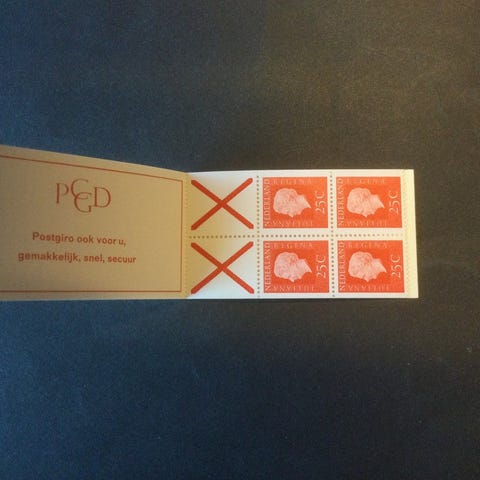 PCGD
Postgiro ook voor u,
gemakkelijk, snel, secuur
NEDERLAND
REGINA
JULIANA
25C
NEDERLAND
REGINA
JULIANA
25C
NEDERLAND
REGINA
JULIANA
25C
NEDERLAND
REGINA
JULIANA
25C